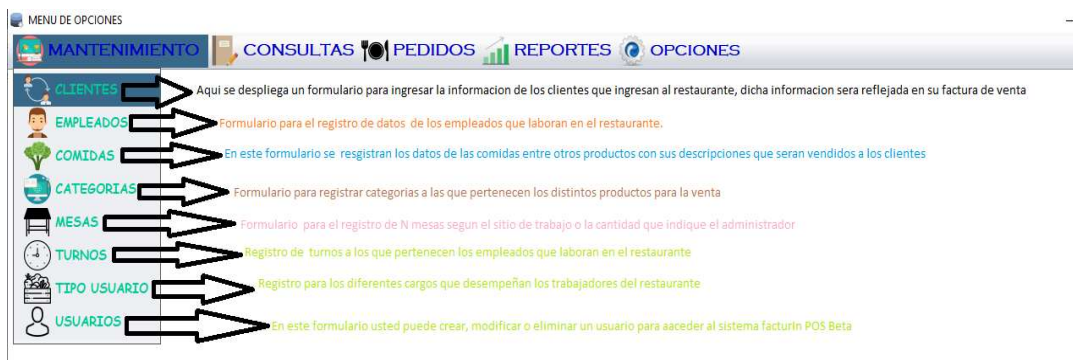 MENU DE OPCIONES
MANTENIMIENTO CONSULTAS PEDIDOS REPORTES OPCIONES
CLIENTES Aqui se despliega un formulario para ingresar la informacion de los clientes que ingresan al restaurante, dicha informacion sera reflejada en su factura de venta
EMPLEADOS Formulario para el registro de datos de los empleados que laboran en el restaurante.
COMIDAS En este formulario se resgistran los datos de las comidas entre otros productos con sus descripciones que seran vendidos a los clientes
CATEGORIAS Formulario para registrar categorias a las que pertenecen los distintos productos para la venta
MESAS Formulario para el registro de N mesas segun el sitio de trabajo o la cantidad que indique el administrador
TURNOS Registro de turnos a los que pertenecen los empleados que laboran en el restaurante
TIPO USUARIO Registro para los diferentes cargos que desempeñan los trabajadores del restaurante
USUARIOS En este formulario usted puede crear, modificar o eliminar un usuario para aaceder al sistema facturin POS Beta